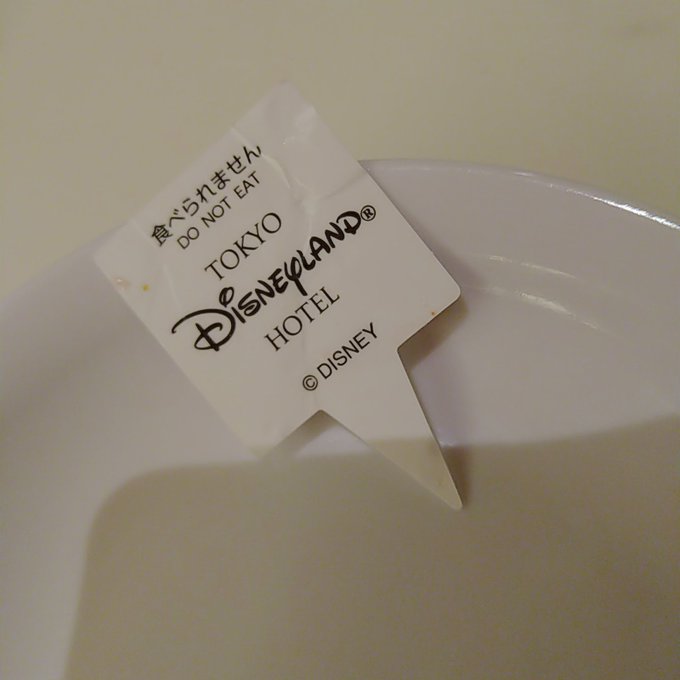 食べられません
DO NOT EAT
TOKYO
DISNEYLAND®
HOTEL
© DISNEY